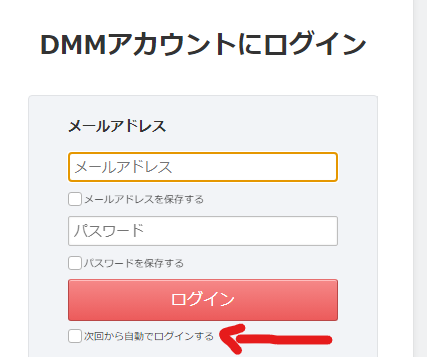 DMMアカウントにログイン
メールアドレス
メールアドレス
メールアドレスを保存する
パスワード
パスワードを保存する
ログイン
次回から自動でログインする